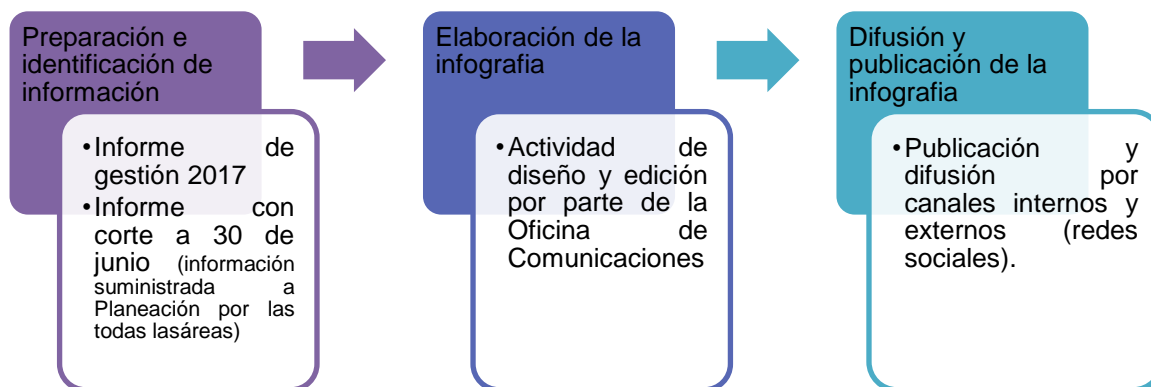 Preparación e
identificación de
información
•Informe de
gestión 2017
•Informe con
corte a 30 de
junio (información
suministrada a
Planeación por las
todas lasáreas)
Elaboración de la
infografia
•Actividad de
diseño y edición
por parte de la
Oficina de
Comunicaciones
Difusión y
publicación de la
infografia
•Publicación y
difusión por
canales internos y
externos (redes
sociales).